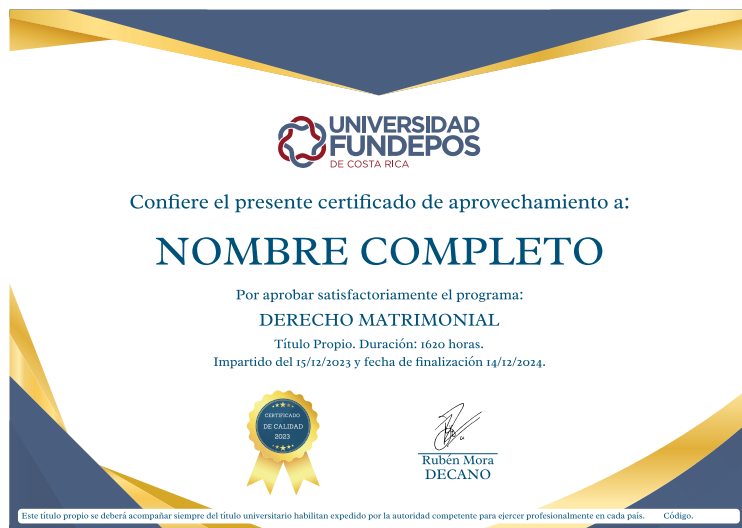 UNIVERSIDAD
FUNDEPOS
DE COSTA RICA
Confiere el presente certificado de aprovechamiento a:
NOMBRE COMPLETO
Por aprobar satisfactoriamente el programa:
DERECHO MATRIMONIAL
Título Propio. Duración: 1620 horas.
Impartido del 15/12/2023 y fecha de finalización 14/12/2024.
CERTIFICADO
DE CALIDAD
2023
Rubén Mora
DECANO
Este título propio se deberá acompañar siempre del título universitario habilitan expedido por la autoridad competente para ejercer profesionalmente en cada país. Código.